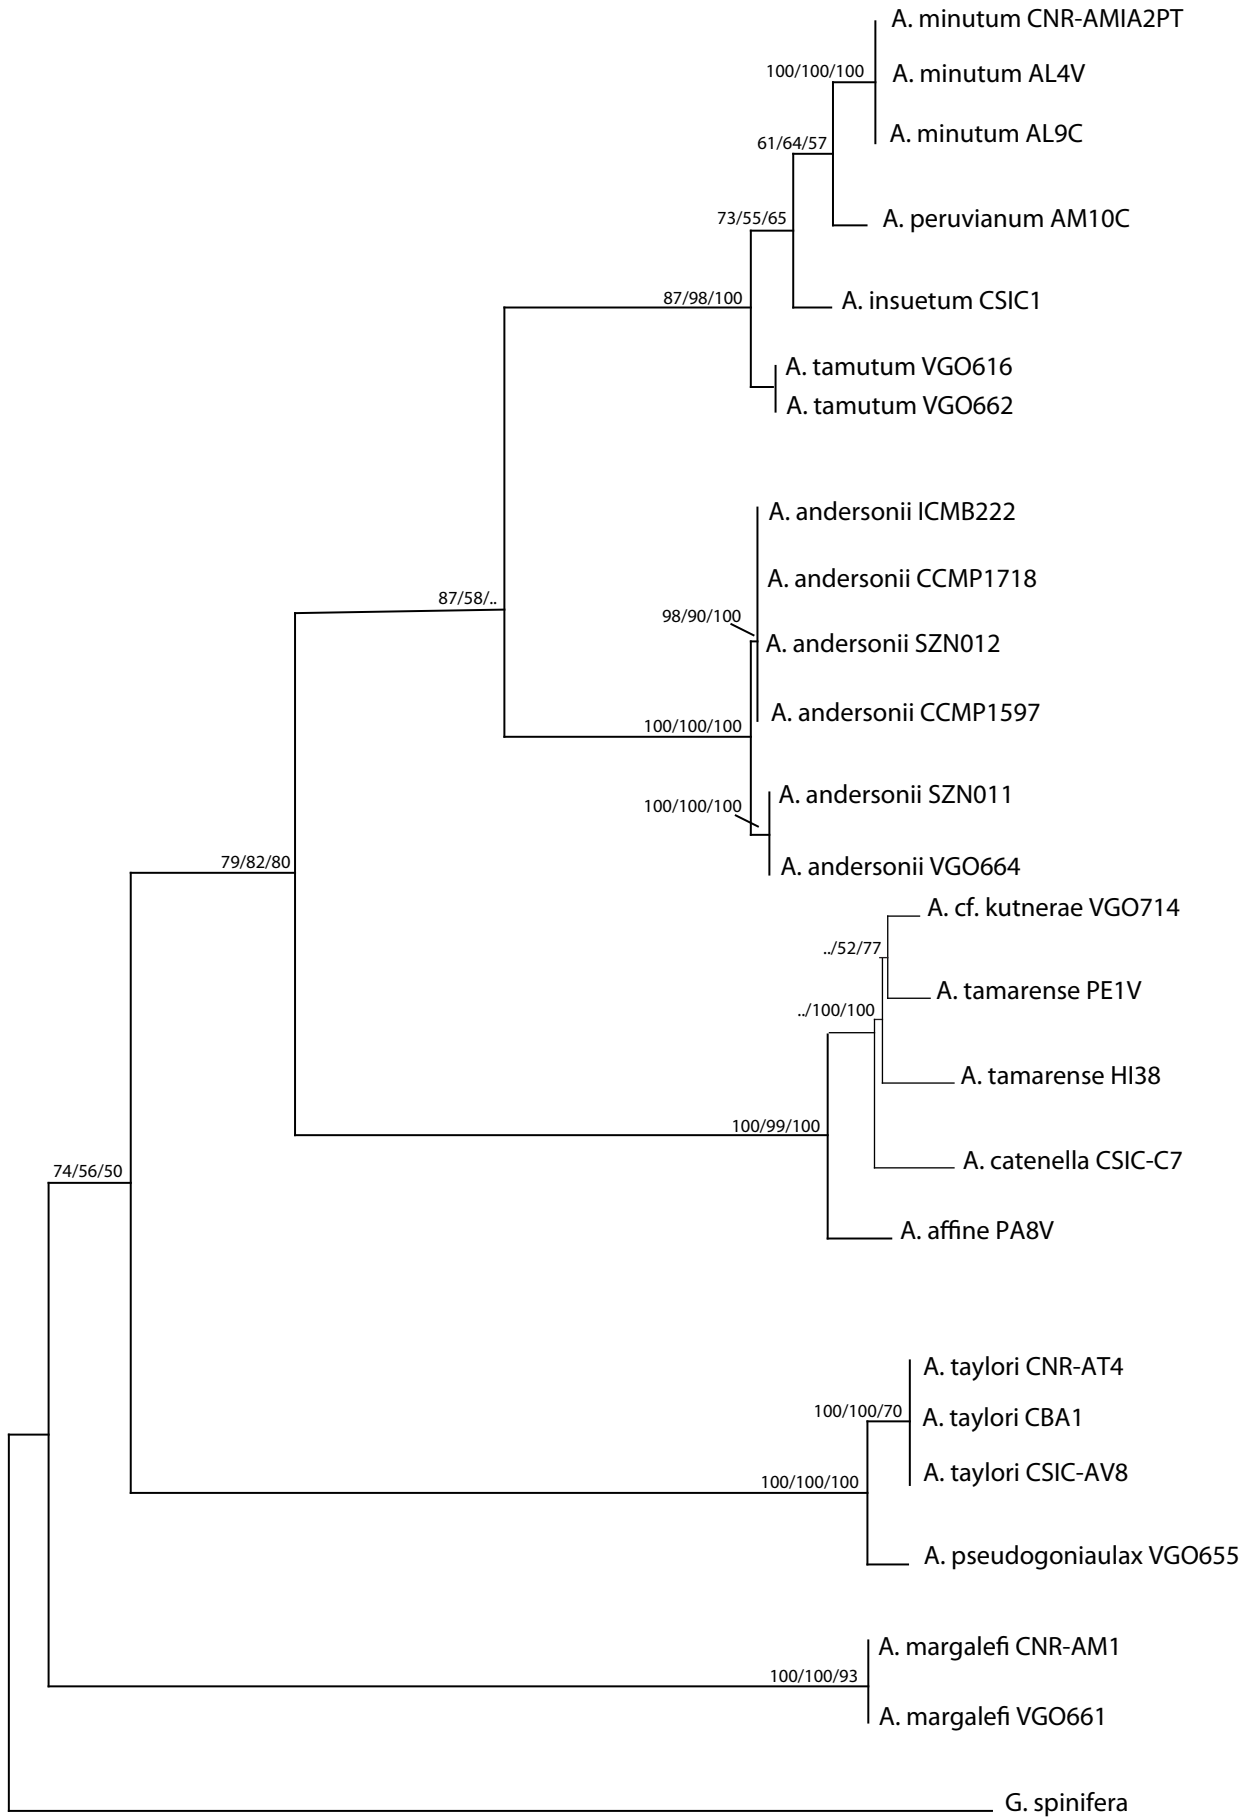 A. minutum CNR-AMIA2PT
100/100/100
A. minutum AL4V
A. minutum AL9C
61/64/57
73/55/65
A. peruvianum AM10C
87/98/100
A. insuetum CSIC1
A. tamutum VGO616
A. tamutum VGO662
A. andersonii ICMB222
A. andersonii CCMP1718
87/58/..
98/90/100
A. andersonii SZN012
A. andersonii CCMP1597
100/100/100
A. andersonii SZN011
100/100/100
79/82/80
A. andersonii VGO664
A. cf. kutnerae VGO714
../52/77
A. tamarense PE1V
../100/100
A. tamarense HI38
100/99/100
A. catenella CSIC-C7
74/56/50
A. affine PA8V
A. taylori CNR-AT4
100/100/70
A. taylori CBA1
A. taylori CSIC-AV8
100/100/100
A. pseudogoniaulax VGO655
A. margalefi CNR-AM1
100/100/93
A. margalefi VGO661
G. spinifera